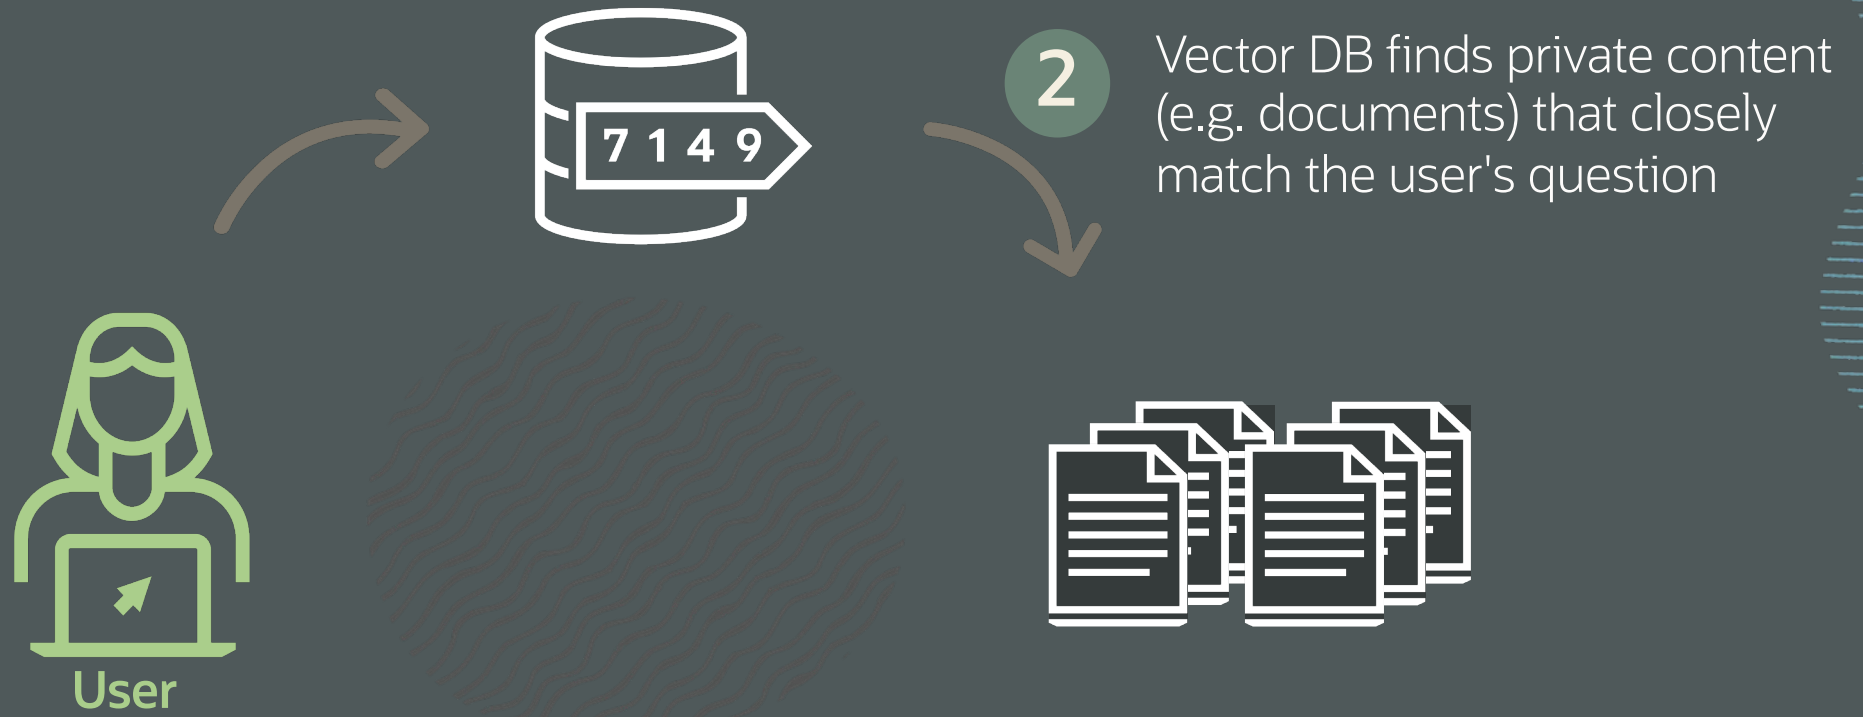 7 1 4 9
2
Vector DB finds private content
(e.g. documents) that closely
match the user's question
User